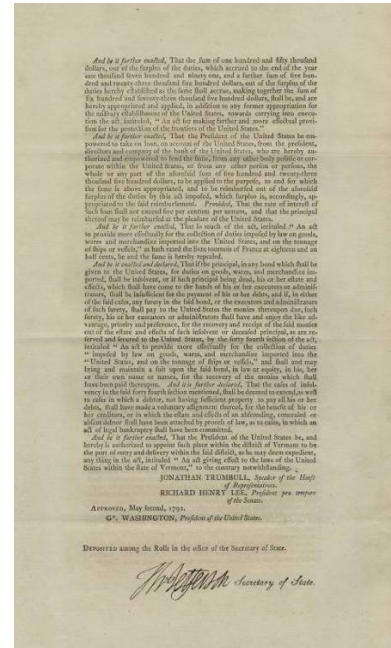 And be it further enacted, That the sum of one hundred and fifty thousand
dollars, out of the surplus of the duties, which accrued to the end of the year
one thousand seven hundred and ninety one, and a further sum of five hun-
dred and twenty-three thousand five hundred dollars, out of the surplus of the
duties hereby established as the same shall accrue, making together the sum of
six hundred and seventy-three thousand five hundred dollars, shall be, and are
hereby appropriated and applied, in addition to any former appropriation for
the military establishment of the United States, towards carrying into execu-
tion the act, intituled, "An act for making further and more effectual provi-
sion for the protection of the frontiers of the United States."
And be it further enacted, That the President of the United States be em-
powered to take on loan, on account of the United States, from the president,
directors and company of the bank of the United States, who are hereby au-
thorized and empowered to lend the same, from any other body politic or cor-
porate within the United States, or from any other person or persons, the
whole or any part of the aforesaid sum of five hundred and twenty-three
thousand five hundred dollars, to be applied to the purpose, to and for which
the same is above appropriated, and to be reimbursed out of the aforesaid
surplus of the duties by this act imposed, which surplus is, accordingly, ap-
propriated to the said reimbursement. Provided, That the rate of interest of
such loan shall not exceed five per centum per annum, and that the principal
thereof may be reimbursed at the pleasure of the United States.
And be it further enacted, That so much of the act, intituled "An act
to provide more effectually for the collection of duties imposed by law on goods,
wares and merchandize imported into the United States, and on the tonnage
of ships or vessels," as hath rated the livre tournois of France at eighteen and an
half cents, be and the same is hereby repealed.
And be it enacted and declared, That if the principal, in any bond which shall be
given to the United States, for duties on goods, wares, and merchandize im-
ported, shall be insolvent, or if such principal being dead, his or her estate and
effects, which shall have come to the hands of his or her executors or admini-
strators, shall be insufficient for the payment of his or her debts, and if, in either
of the said cases, any surety in the said bond, or the executors and administrators
of such surety, shall pay to the United States the monies thereupon due, such
surety, his or her executors or administrators shall have and enjoy the like ad-
vantage, priority and preference, for the recovery and receipt of the said monies
out of the estate and effects of such insolvent or deceased principal, as are re-
served and secured to the United States, by the forty fourth section of the act,
intituled "An act to provide more effectually for the collection of duties
"imposed by law on goods, wares, and merchandize imported into the
"United States, and on the tonnage of ships or vessels," and shall and may
bring and maintain a suit upon the said bond, in law or equity, in his, her
or their own name or names, for the recovery of the monies which shall
have been paid thereupon. And it is further declared, That the cases of insol-
vency in the said forty fourth section mentioned, shall be deemed to extend, as well
to cases in which a debtor, not having sufficient property to pay all his or her
debts, shall have made a voluntary assignment thereof, for the benefit of his or
her creditors, or in which the estate and effects of an absconding, concealed or
absent debtor shall have been attached by process of law, as to cases, in which an
act of legal bankruptcy shall have been committed.
And be it further enacted, That the President of the United States be, and
hereby is authorized to appoint such place within the district of Vermont to be
the port of entry and delivery within the said district, as he may deem expedient,
any thing in the act, intituled "An act giving effect to the laws of the United
States within the state of Vermont," to the contrary notwithstanding.
JONATHAN TRUMBULL, Speaker of the House
of Representatives.
RICHARD HENRY LEE, President pro tempore
of the Senate.
APPROVED, May second, 1792.
Go. WASHINGTON, President of the United States.
DEPOSITED among the Rolls in the office of the Secretary of State.
Th: Jefferson Secretary of State.